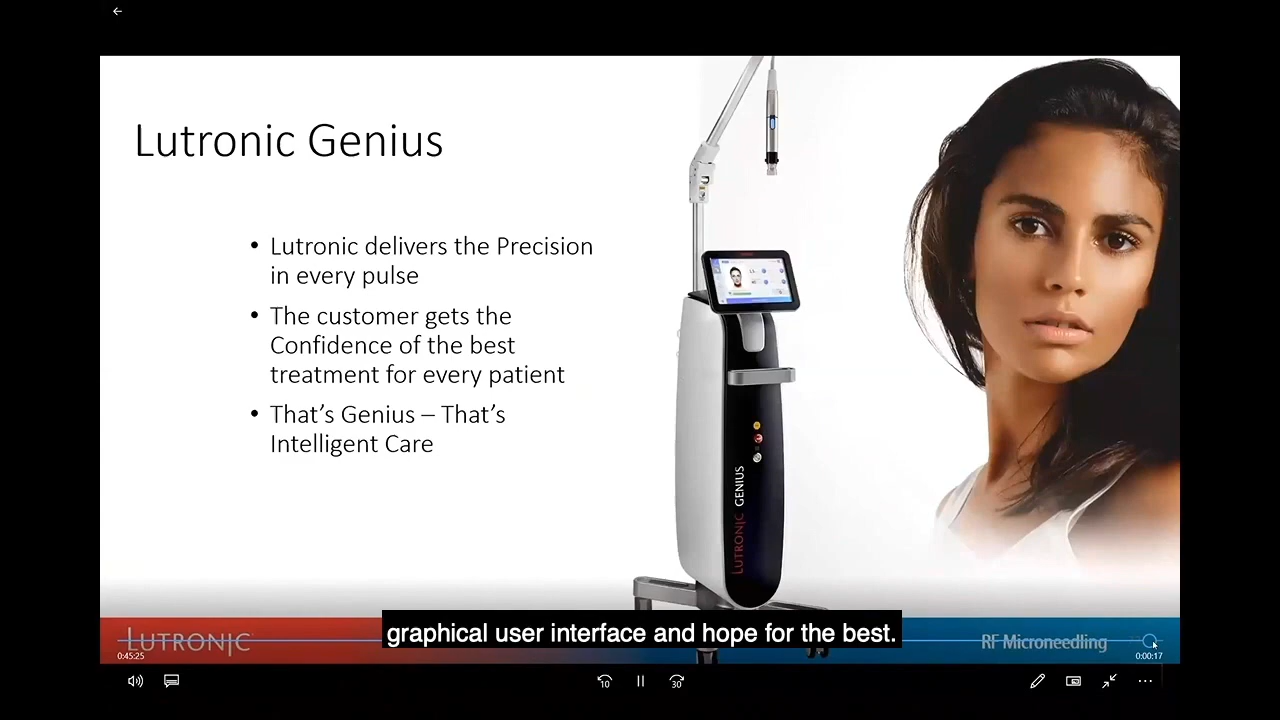 Lutronic Genius
• Lutronic delivers the Precision
in every pulse
• The customer gets the
Confidence of the best
treatment for every patient
• That’s Genius – That’s
Intelligent Care
LUTRONIC GENIUS
LUTRONIC
graphical user interface and hope for the best.
RF Microneedling
0:45:25
0:00:17
10
30